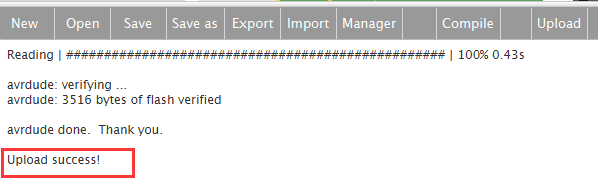 New Open Save Save as Export Import Manager Compile Upload
Reading | ################################################## | 100% 0.43s
avrdude: verifying ...
avrdude: 3516 bytes of flash verified
avrdude done.  Thank you.
Upload success!